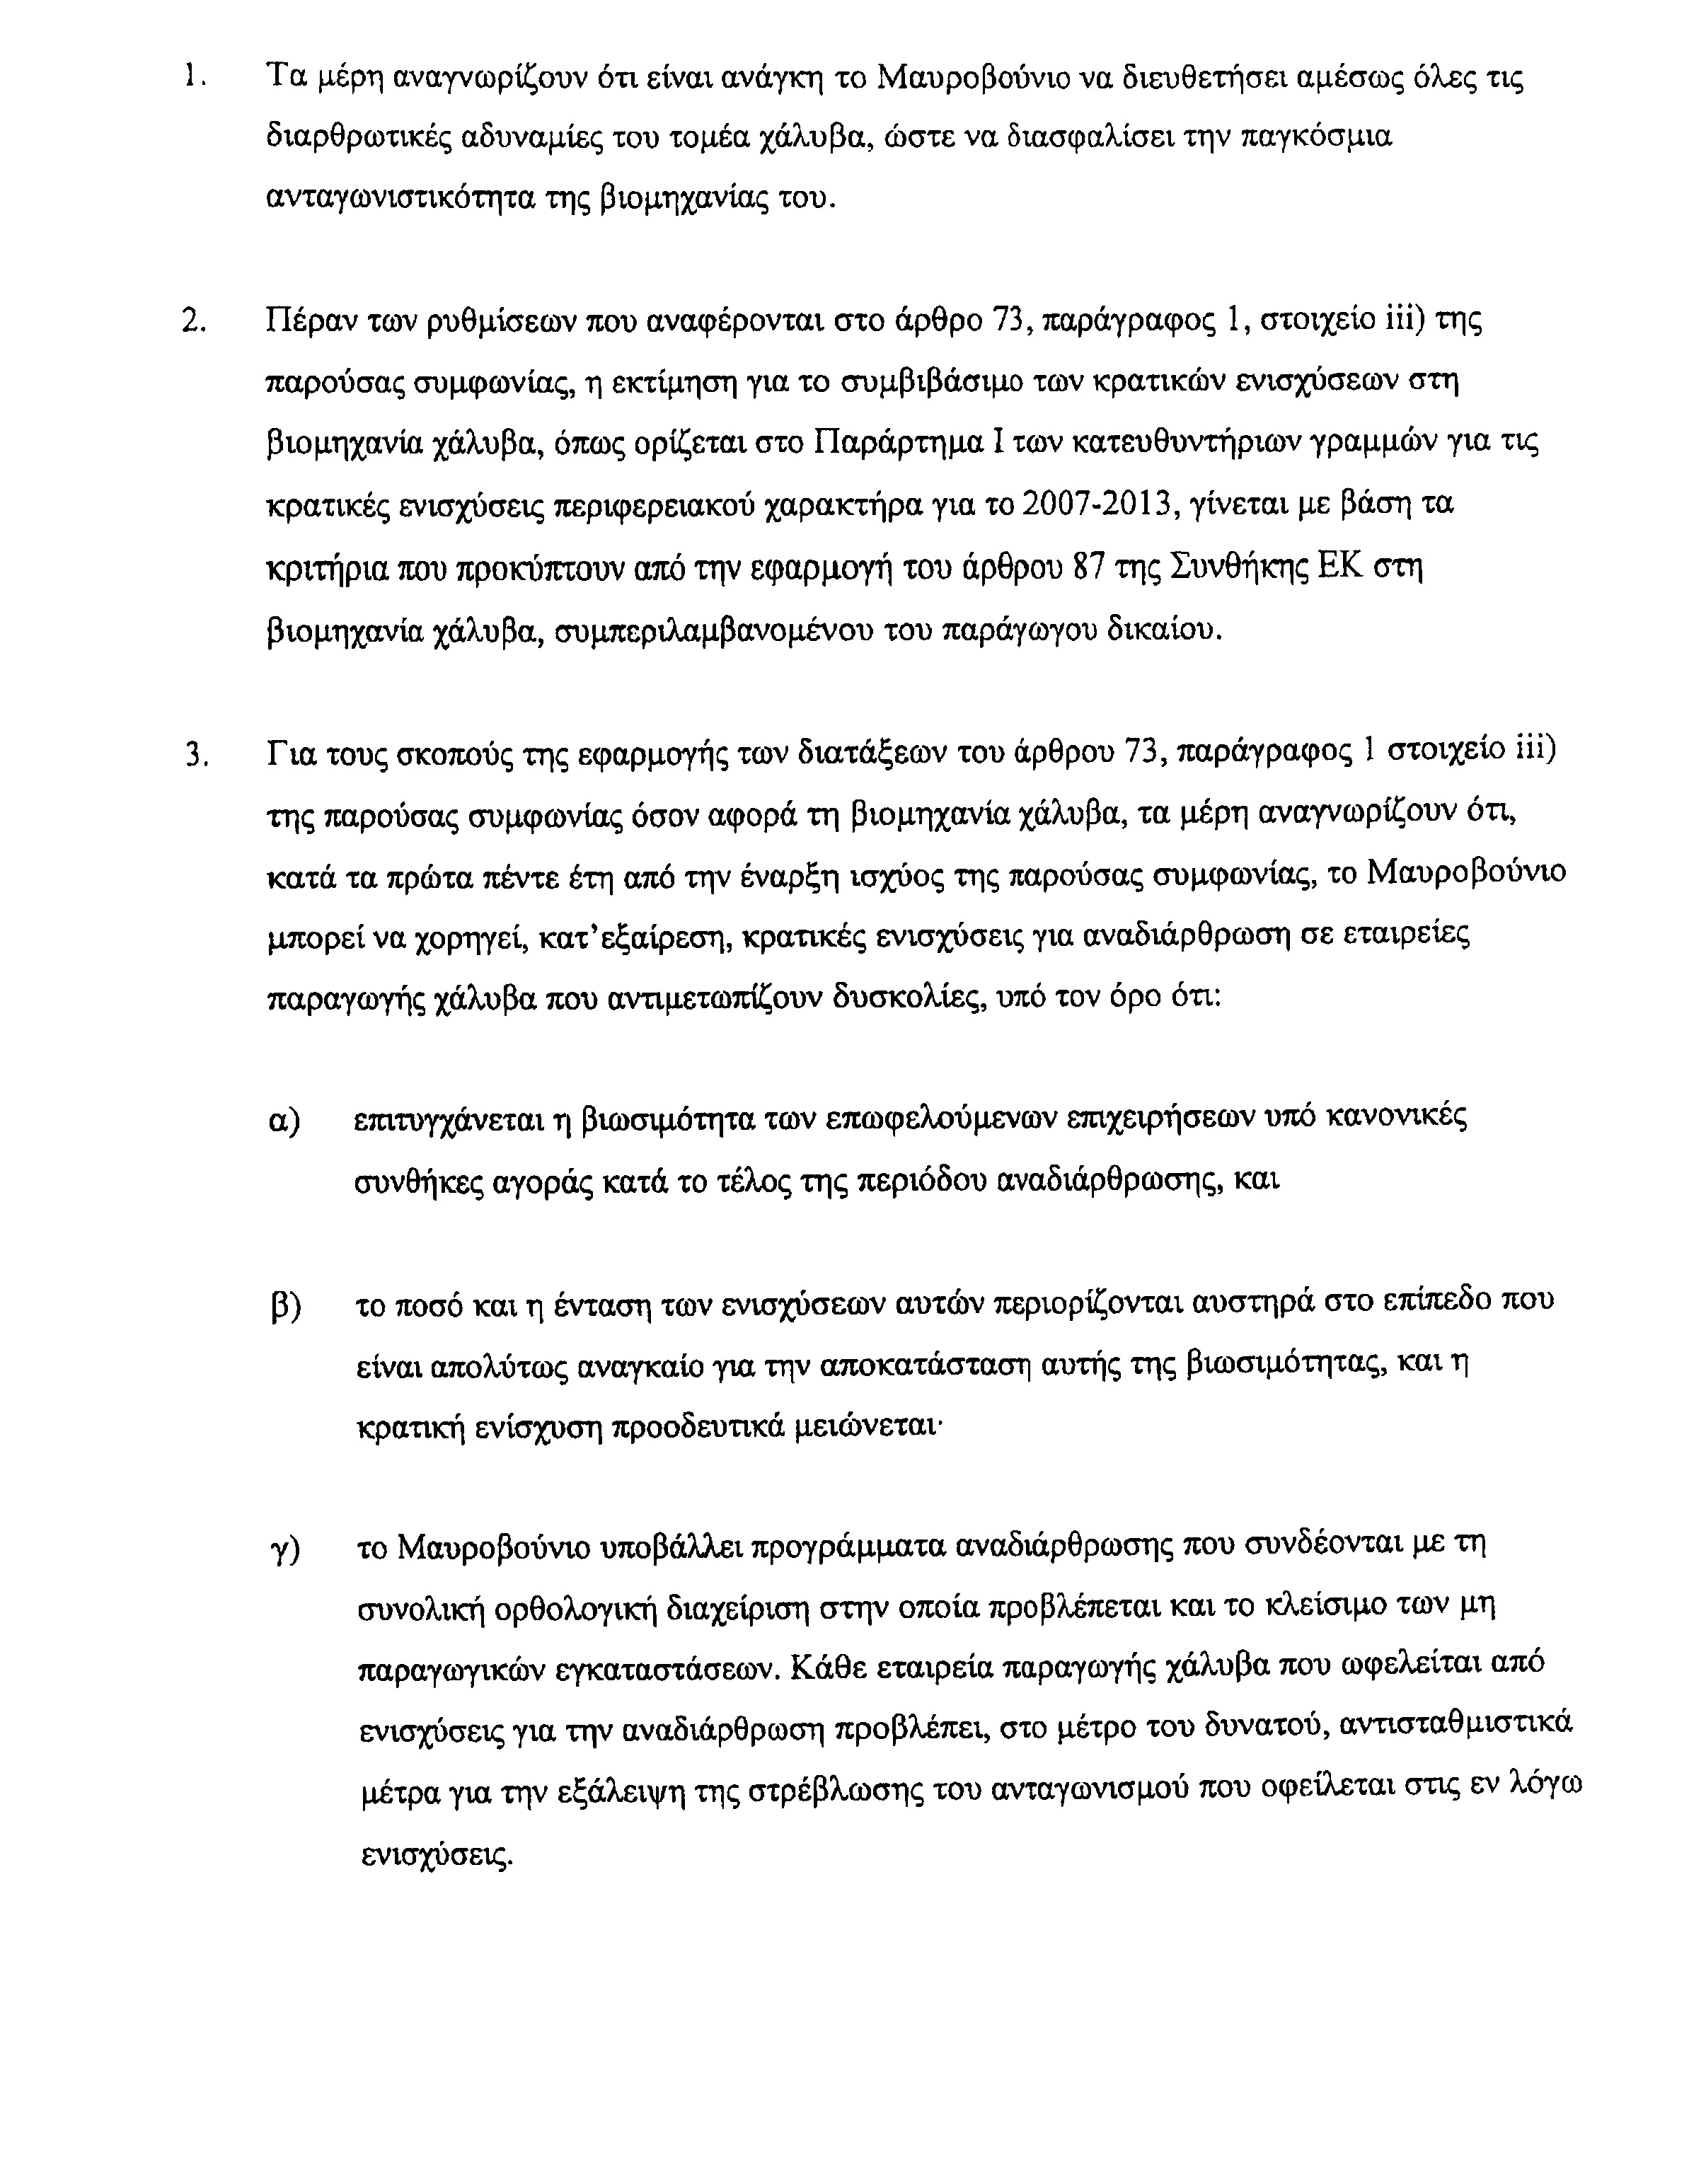 1. Τα μέρη αναγνωρίζουν ότι είναι ανάγκη το Μαυροβούνιο να διευθετήσει αμέσως όλες τις
διαρθρωτικές αδυναμίες του τομέα χάλυβα, ώστε να διασφαλίσει την παγκόσμια
ανταγωνιστικότητα της βιομηχανίας του.
2. Πέραν των ρυθμίσεων που αναφέρονται στο άρθρο 73, παράγραφος 1, στοιχείο iii) της
παρούσας συμφωνίας, η εκτίμηση για το συμβιβάσιμο των κρατικών ενισχύσεων στη
βιομηχανία χάλυβα, όπως ορίζεται στο Παράρτημα Ι των κατευθυντήριων γραμμών για τις
κρατικές ενισχύσεις περιφερειακού χαρακτήρα για το 2007-2013, γίνεται με βάση τα
κριτήρια που προκύπτουν από την εφαρμογή του άρθρου 87 της Συνθήκης ΕΚ στη
βιομηχανία χάλυβα, συμπεριλαμβανομένου του παράγωγου δικαίου.
3. Για τους σκοπούς της εφαρμογής των διατάξεων του άρθρου 73, παράγραφος 1 στοιχείο iii)
της παρούσας συμφωνίας όσον αφορά τη βιομηχανία χάλυβα, τα μέρη αναγνωρίζουν ότι,
κατά τα πρώτα πέντε έτη από την έναρξη ισχύος της παρούσας συμφωνίας, το Μαυροβούνιο
μπορεί να χορηγεί, κατ’εξαίρεση, κρατικές ενισχύσεις για αναδιάρθρωση σε εταιρείες
παραγωγής χάλυβα που αντιμετωπίζουν δυσκολίες, υπό τον όρο ότι:
α) επιτυγχάνεται η βιωσιμότητα των επωφελούμενων επιχειρήσεων υπό κανονικές
συνθήκες αγοράς κατά το τέλος της περιόδου αναδιάρθρωσης, και
β) το ποσό και η ένταση των ενισχύσεων αυτών περιορίζονται αυστηρά στο επίπεδο που
είναι απολύτως αναγκαίο για την αποκατάσταση αυτής της βιωσιμότητας, και η
κρατική ενίσχυση προοδευτικά μειώνεται·
γ) το Μαυροβούνιο υποβάλλει προγράμματα αναδιάρθρωσης που συνδέονται με τη
συνολική ορθολογική διαχείριση στην οποία προβλέπεται και το κλείσιμο των μη
παραγωγικών εγκαταστάσεων. Κάθε εταιρεία παραγωγής χάλυβα που ωφελείται από
ενισχύσεις για την αναδιάρθρωση προβλέπει, στο μέτρο του δυνατού, αντισταθμιστικά
μέτρα για την εξάλειψη της στρέβλωσης του ανταγωνισμού που οφείλεται στις εν λόγω
ενισχύσεις.